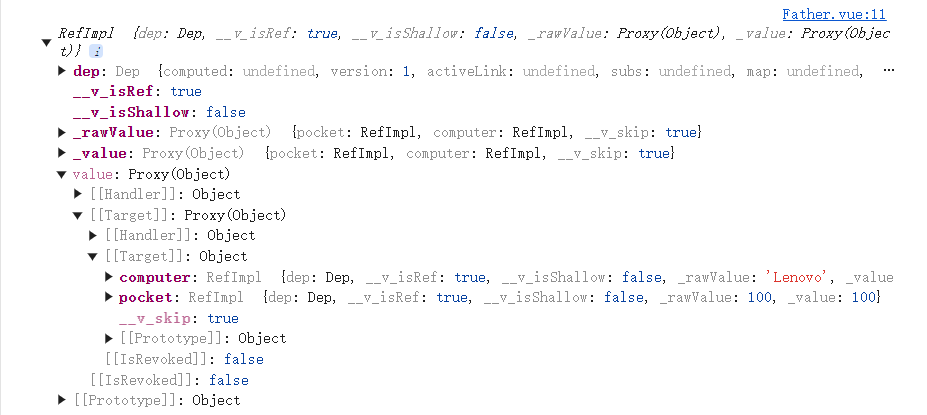 Father.vue:11
RefImpl {dep: Dep, __v_isRef: true, __v_isShallow: false, _rawValue: Proxy(Object), _value: Proxy(Objec
t)} i
dep: Dep {computed: undefined, version: 1, activeLink: undefined, subs: undefined, map: undefined, …
__v_isRef: true
__v_isShallow: false
_rawValue: Proxy(Object) {pocket: RefImpl, computer: RefImpl, __v_skip: true}
_value: Proxy(Object) {pocket: RefImpl, computer: RefImpl, __v_skip: true}
value: Proxy(Object)
[[Handler]]: Object
[[Target]]: Proxy(Object)
[[Handler]]: Object
[[Target]]: Object
computer: RefImpl {dep: Dep, __v_isRef: true, __v_isShallow: false, _rawValue: 'Lenovo', _value
pocket: RefImpl {dep: Dep, __v_isRef: true, __v_isShallow: false, _rawValue: 100, _value: 100}
__v_skip: true
[[Prototype]]: Object
[[IsRevoked]]: false
[[IsRevoked]]: false
[[Prototype]]: Object